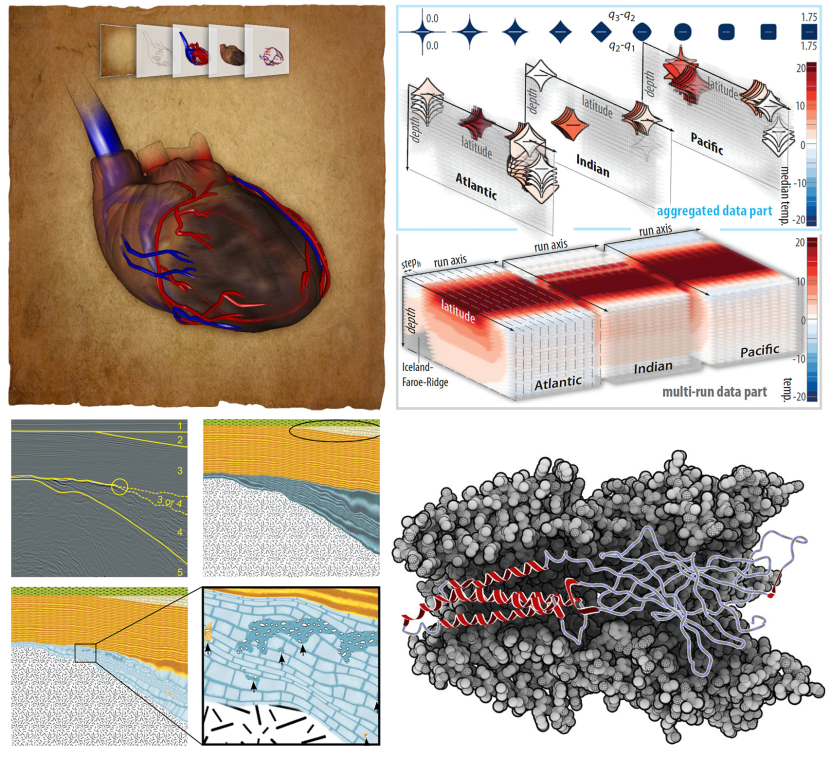 q₃-q₂
0.0
1.75
0.0
q₂-q₁
1.75
20
10
0
-10
-20
median temp.
depth
latitude
Atlantic
depth
latitude
Indian
depth
latitude
Pacific
aggregated data part
stepₕ
run axis
run axis
run axis
latitude
depth
Iceland-
Faroe-Ridge
Atlantic
Indian
Pacific
multi-run data part
20
10
0
-10
-20
temp.
1
2
3
3 or 4
4
5